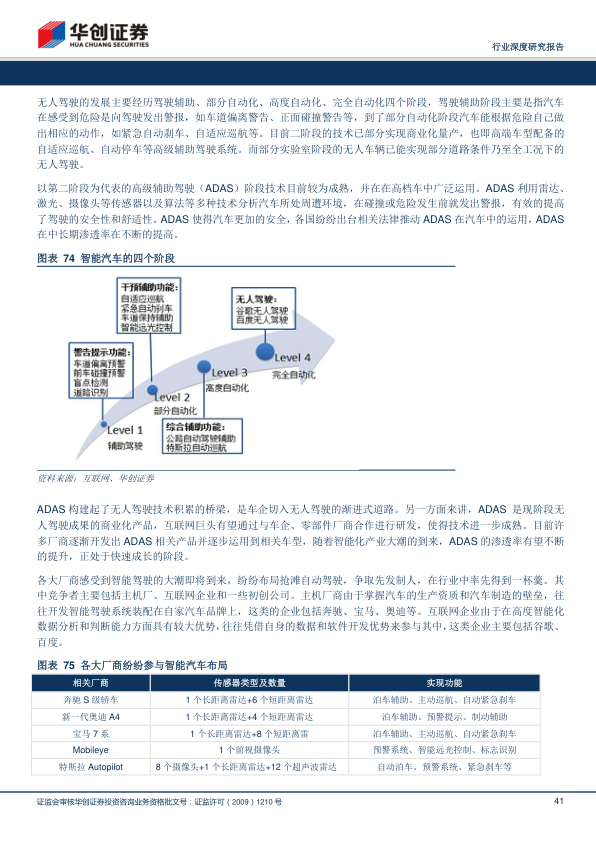 华创证券
HUA CHUANG SECURITIES
行业深度研究报告
无人驾驶的发展主要经历驾驶辅助、部分自动化、高度自动化、完全自动化四个阶段，驾驶辅助阶段主要是指汽车
在感受到危险是向驾驶发出警报，如车道偏离警告、正面碰撞警告等，到了部分自动化阶段汽车能根据危险自己做
出相应的动作，如紧急自动刹车、自适应巡航等。目前二阶段的技术已部分实现商业化量产，也即高端车型配备的
自适应巡航、自动停车等高级辅助驾驶系统。而部分实验室阶段的无人车辆已能实现部分道路条件乃至全工况下的
无人驾驶。
以第二阶段为代表的高级辅助驾驶（ADAS）阶段技术目前较为成熟，并在在高档车中广泛运用。ADAS 利用雷达、
激光、摄像头等传感器以及算法等多种技术分析汽车所处周遭环境，在碰撞或危险发生前就发出警报，有效的提高
了驾驶的安全性和舒适性。ADAS 使得汽车更加的安全，各国纷纷出台相关法律推动 ADAS 在汽车中的运用，ADAS
在中长期渗透率在不断的提高。
图表 74 智能汽车的四个阶段
干预辅助功能：
自适应巡航
紧急自动刹车
车道保持辅助
智能远光控制
无人驾驶：
谷歌无人驾驶
百度无人驾驶
警告提示功能：
车道偏离预警
前车碰撞预警
盲点检测
道路识别
Level 4
完全自动化
Level 3
高度自动化
Level 2
部分自动化
综合辅助功能：
公路自动驾驶辅助
特斯拉自动巡航
Level 1
辅助驾驶
资料来源：互联网、华创证券
ADAS 构建起了无人驾驶技术积累的桥梁，是车企切入无人驾驶的渐进式道路。另一方面来讲，ADAS 是现阶段无
人驾驶成果的商业化产品，互联网巨头有望通过与车企、零部件厂商合作进行研发，使得技术进一步成熟。目前许
多厂商逐渐开发出 ADAS 相关产品并逐步运用到相关车型，随着智能化产业大潮的到来，ADAS 的渗透率有望不断
的提升，正处于快速成长的阶段。
各大厂商感受到智能驾驶的大潮即将到来，纷纷布局抢滩自动驾驶，争取先发制人，在行业中率先得到一杯羹。其
中竞争者主要包括主机厂、互联网企业和一些初创公司。主机厂商由于掌握汽车的生产资质和汽车制造的壁垒，往
往开发智能驾驶系统装配在自家汽车品牌上，这类的企业包括奔驰、宝马、奥迪等。互联网企业由于在高度智能化
数据分析和判断能力方面具有较大优势，往往凭借自身的数据和软件开发优势来参与其中，这类企业主要包括谷歌、
百度。
图表 75 各大厂商纷纷参与智能汽车布局
相关厂商 传感器类型及数量 实现功能
奔驰 S 级轿车 1 个长距离雷达+6 个短距离雷达 泊车辅助、主动巡航、自动紧急刹车
新一代奥迪 A4 1 个长距离雷达+4 个短距离雷达 泊车辅助、预警提示、制动辅助
宝马 7 系 1 个长距离雷达+8 个短距离雷 泊车辅助、主动巡航、自动紧急刹车
Mobileye 1 个前视摄像头 预警系统、智能远光控制、标志识别
特斯拉 Autopilot 8 个摄像头+1 个长距离雷达+12 个超声波雷达 自动泊车、预警系统、紧急刹车等
证监会审核华创证券投资咨询业务资格批文号：证监许可（2009）1210 号
41